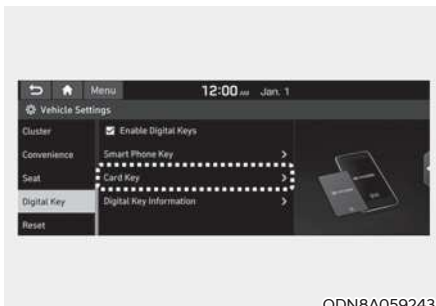 Menu 12:00 AM Jan. 1
Vehicle Settings
Cluster
Enable Digital Keys
Convenience
Smart Phone Key
Seat
Card Key
Digital Key
Digital Key Information
Reset
ODN8A059243